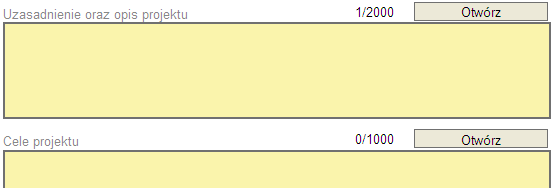 Uzasadnienie oraz opis projektu 1/2000 Otwórz
Cele projektu 0/1000 Otwórz